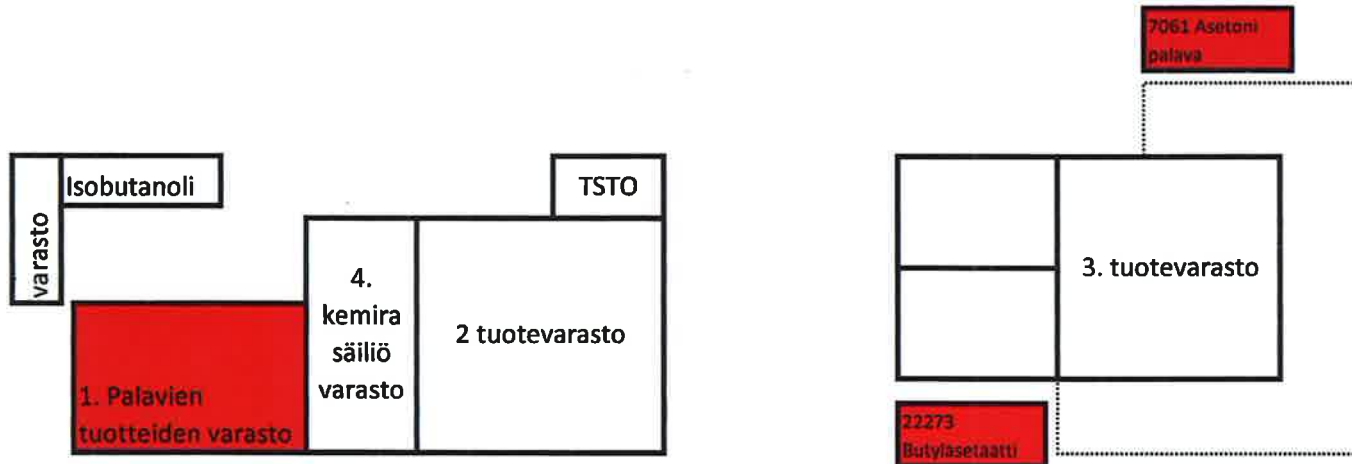 7061 Asetoni
palava
Isobutanoli
varasto
TSTO
4.
kemira
säiliö
varasto
2 tuotevarasto
3. tuotevarasto
1. Palavien
tuotteiden varasto
22273
Butylasetaatti